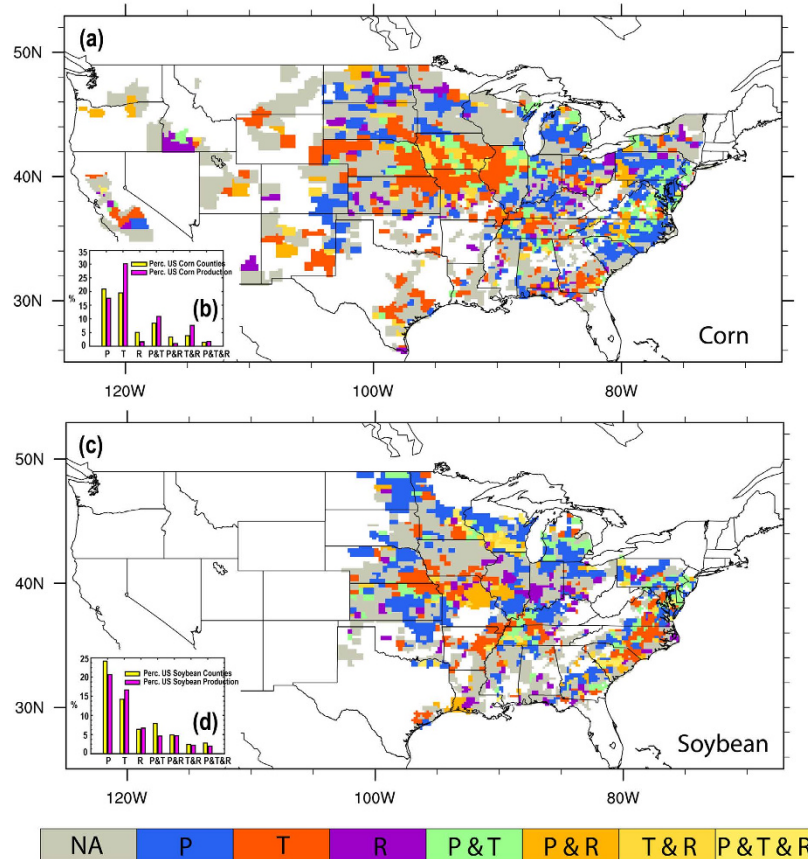 (a)
50N
40N
30N
35
30
25
20
15
10
5
0
%
Perc. US Corn Counties
Perc. US Corn Production
(b)
P T R P&T P&R T&R P&T&R
Corn
120W 100W 80W
(c)
50N
40N
30N
25
20
15
10
5
0
%
Perc. US Soybean Counties
Perc. US Soybean Production
(d)
P T R P&T P&R T&R P&T&R
Soybean
120W 100W 80W
NA P T R P & T P & R T & R P & T & R